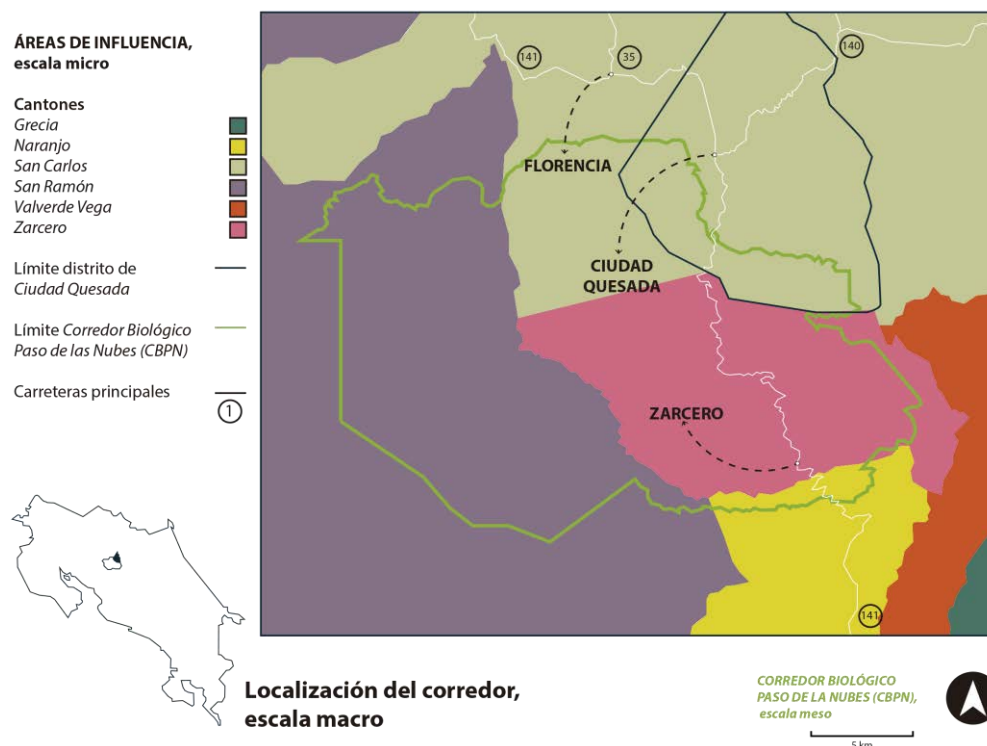 ÁREAS DE INFLUENCIA,
escala micro
Cantones
Grecia
Naranjo
San Carlos
San Ramón
Valverde Vega
Zarcero
Límite distrito de
Ciudad Quesada
Límite Corredor Biológico
Paso de las Nubes (CBPN)
Carreteras principales
1
141
35
140
FLORENCIA
CIUDAD
QUESADA
ZARCERO
141
Localización del corredor,
escala macro
CORREDOR BIOLÓGICO
PASO DE LA NUBES (CBPN),
escala meso
5 km